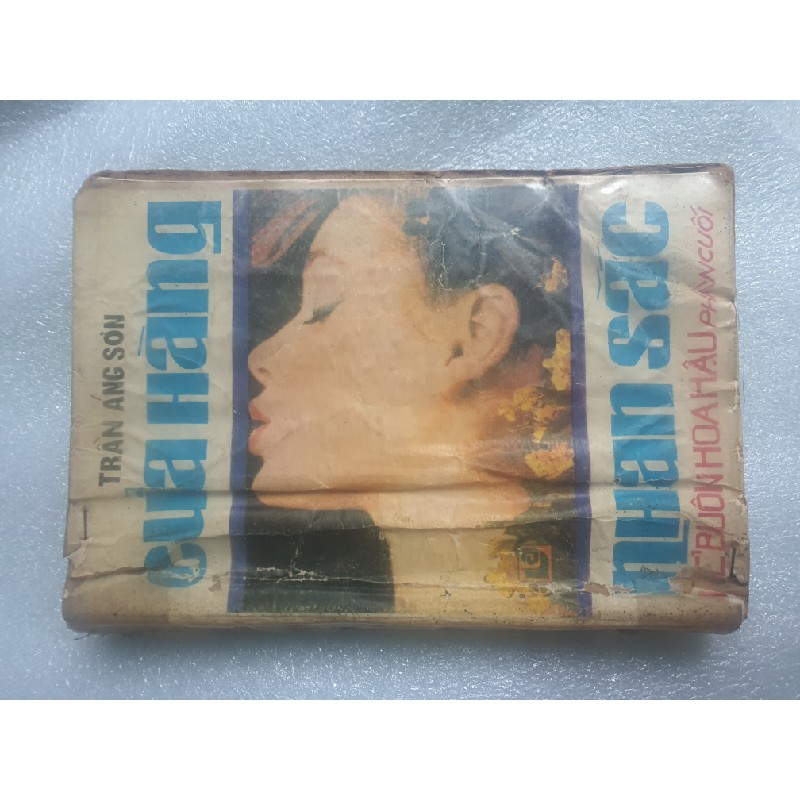 TRẦN ÁNG SƠN
cửa Hàng
nhan sắc
BUÔN HOA HẬU PHẦN CUỐI